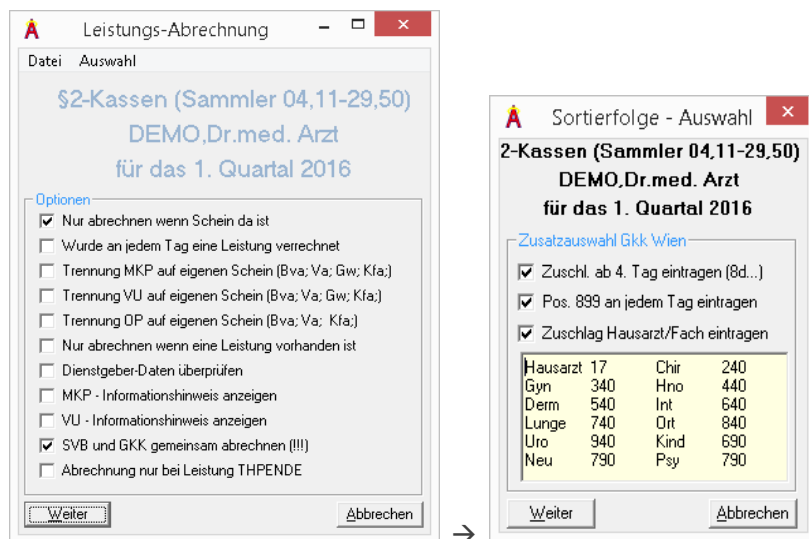 Leistungs-Abrechnung
Datei Auswahl
§2-Kassen (Sammler 04,11-29,50)
DEMO,Dr.med. Arzt
für das 1. Quartal 2016
Optionen
Nur abrechnen wenn Schein da ist
Wurde an jedem Tag eine Leistung verrechnet
Trennung MKP auf eigenen Schein (Bva; Va; Gw; Kfa;)
Trennung VU auf eigenen Schein (Bva; Va; Gw; Kfa;)
Trennung OP auf eigenen Schein (Bva; Va; Kfa;)
Nur abrechnen wenn eine Leistung vorhanden ist
Dienstgeber-Daten überprüfen
MKP - Informationshinweis anzeigen
VU - Informationshinweis anzeigen
SVB und GKK gemeinsam abrechnen (!!!)
Abrechnung nur bei Leistung THPENDE
Weiter Abbrechen
→
Sortierfolge - Auswahl
2-Kassen (Sammler 04,11-29,50)
DEMO,Dr.med. Arzt
für das 1. Quartal 2016
Zusatzauswahl Gkk Wien
Zuschl. ab 4. Tag eintragen (8d...)
Pos. 899 an jedem Tag eintragen
Zuschlag Hausarzt/Fach eintragen
Hausarzt 17 Chir 240
Gyn 340 Hno 440
Derm 540 Int 640
Lunge 740 Ort 840
Uro 940 Kind 690
Neu 790 Psy 790
Weiter Abbrechen